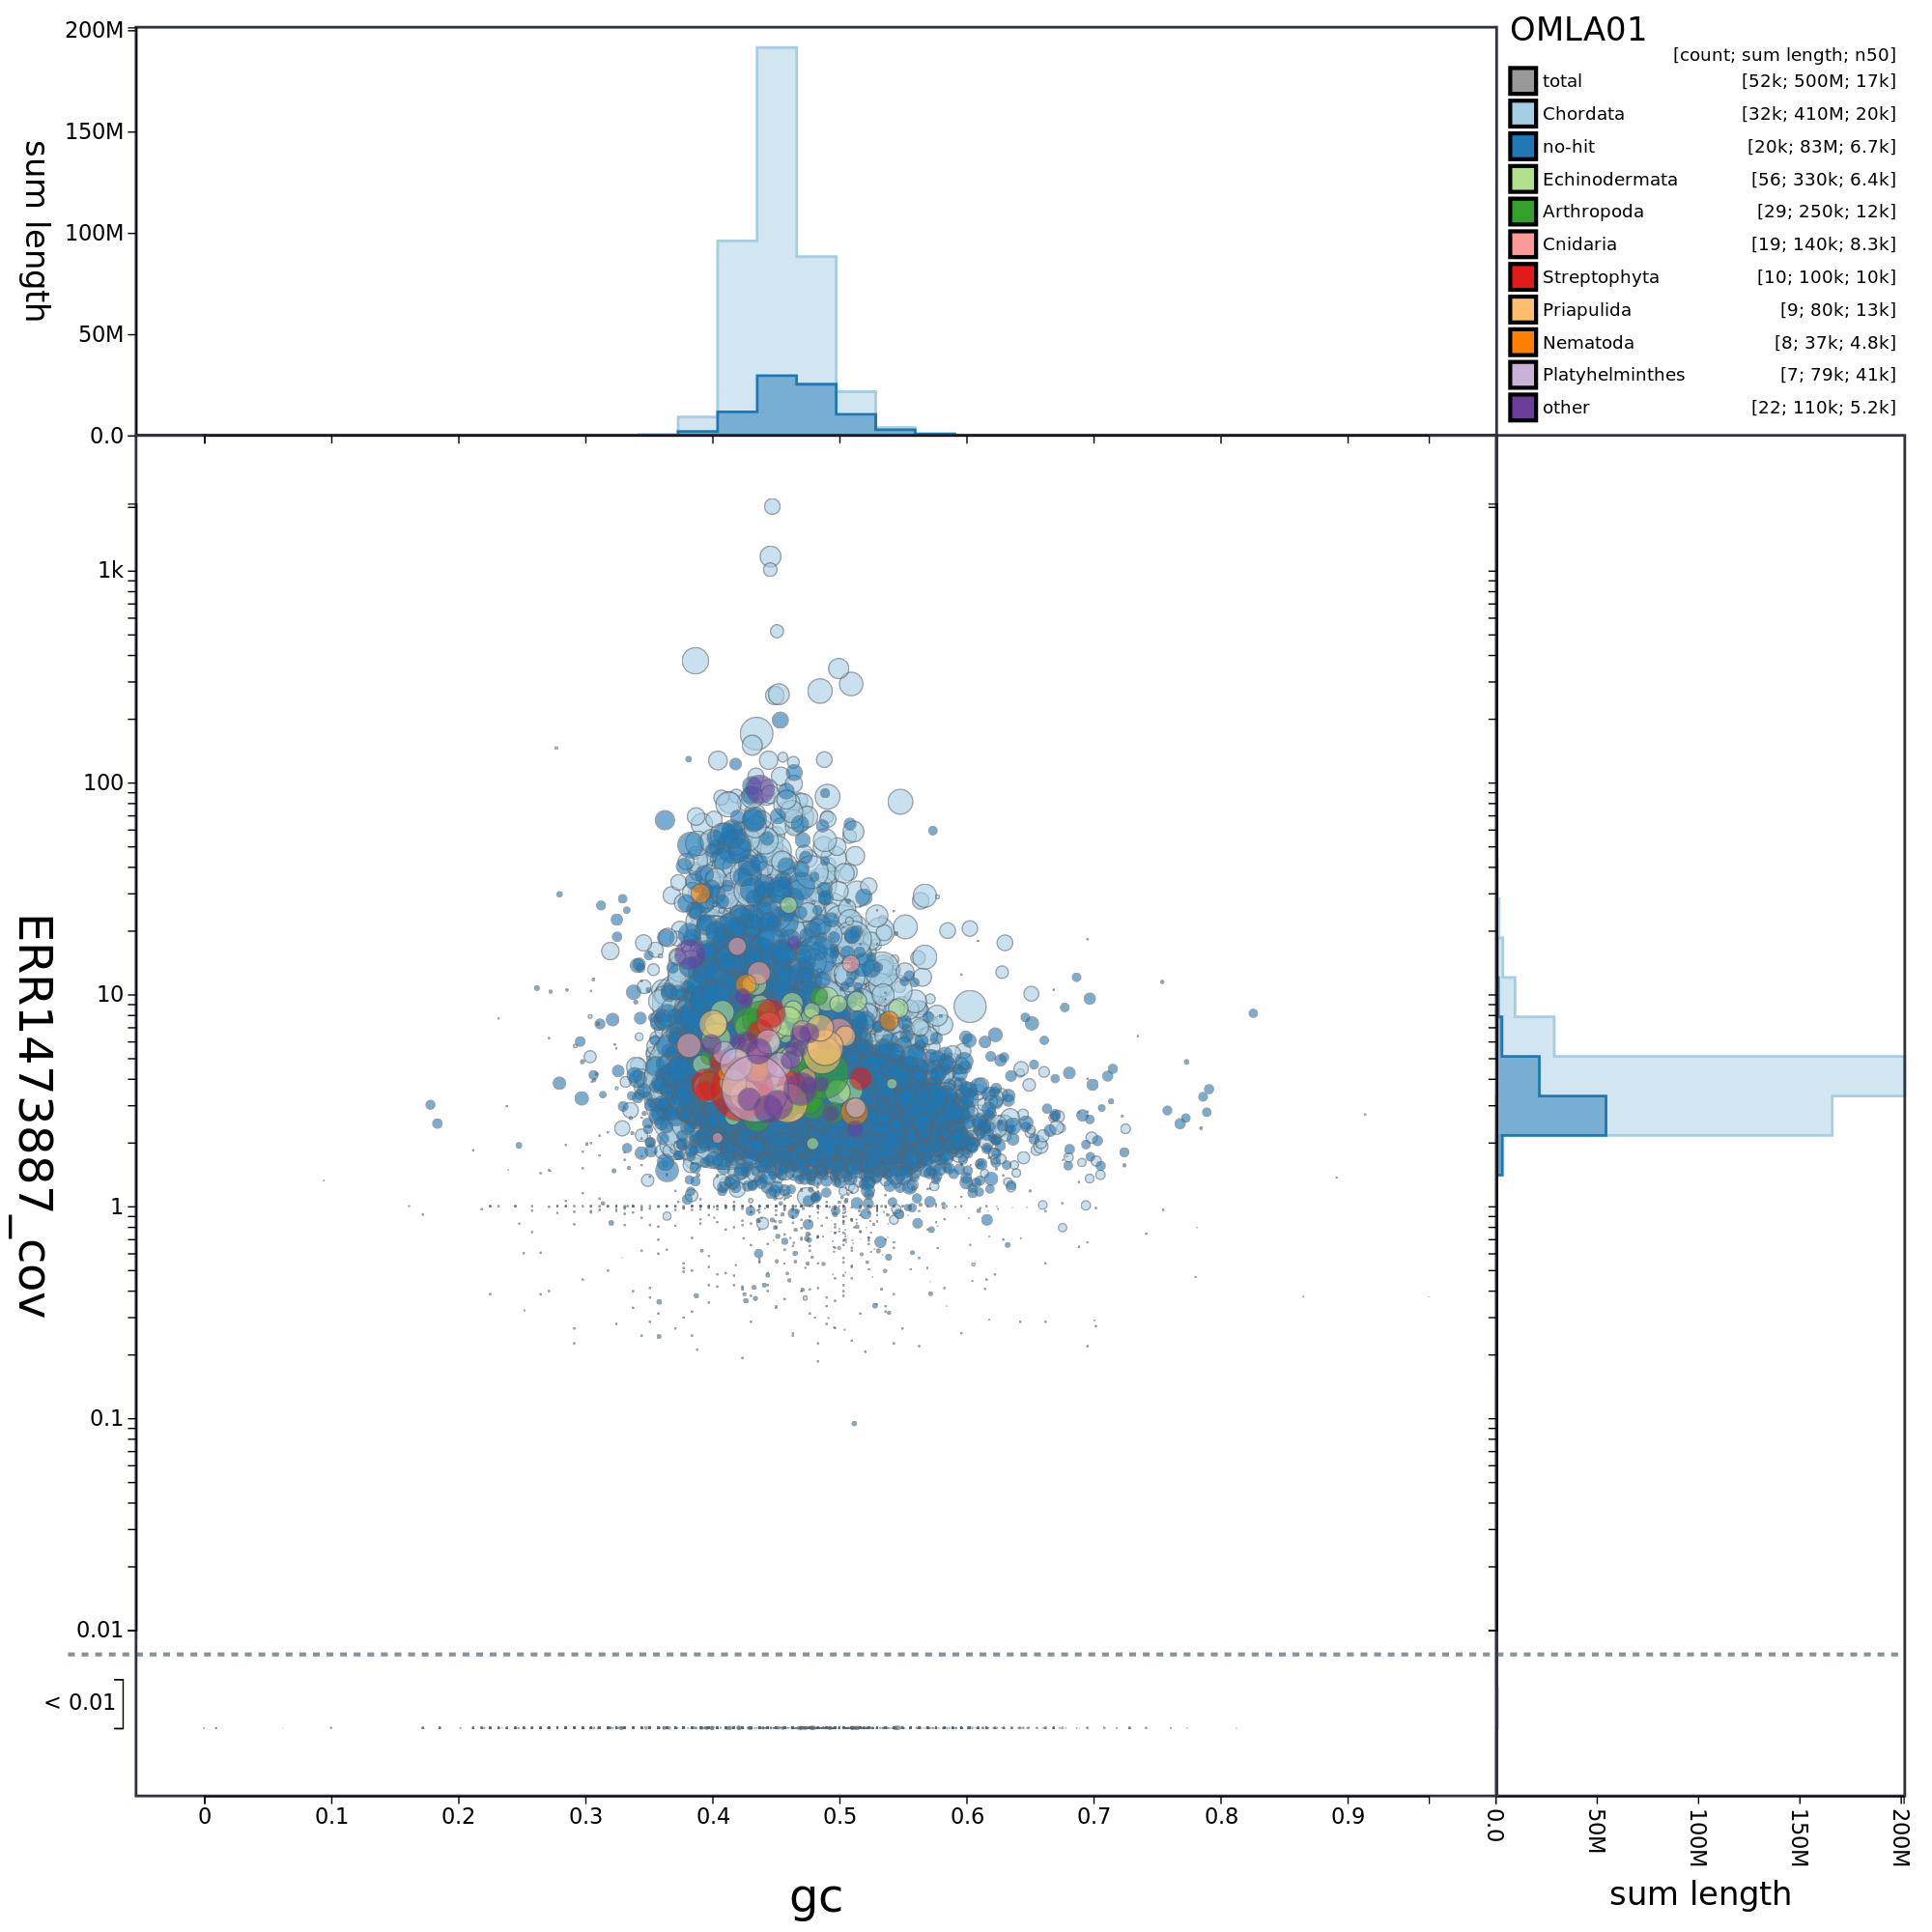 OMLA01
[count; sum length; n50]
total [52k; 500M; 17k]
Chordata [32k; 410M; 20k]
no-hit [20k; 83M; 6.7k]
Echinodermata [56; 330k; 6.4k]
Arthropoda [29; 250k; 12k]
Cnidaria [19; 140k; 8.3k]
Streptophyta [10; 100k; 10k]
Priapulida [9; 80k; 13k]
Nematoda [8; 37k; 4.8k]
Platyhelminthes [7; 79k; 41k]
other [22; 110k; 5.2k]
sum length
200M
150M
100M
50M
0.0
ERR1473887_cov
1k
100
10
1
0.1
0.01
< 0.01
0 0.1 0.2 0.3 0.4 0.5 0.6 0.7 0.8 0.9
gc
0.0 50M 100M 150M 200M
sum length